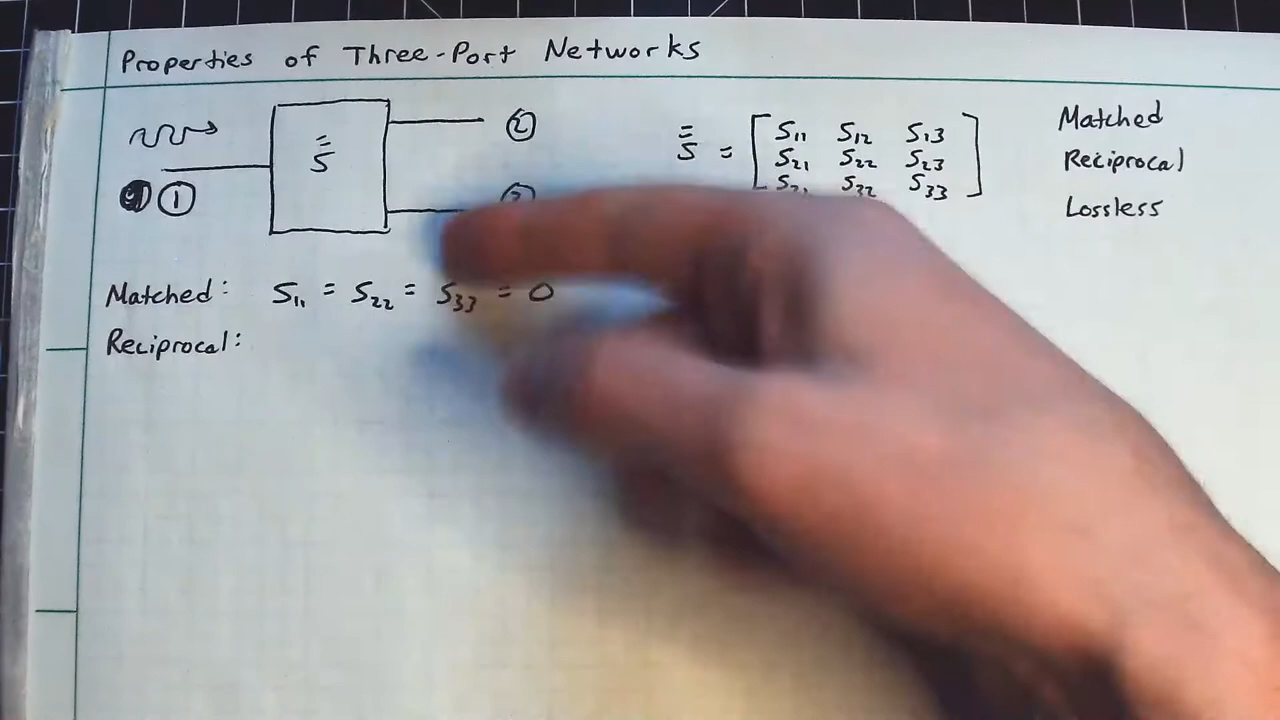 Properties of Three-Port Networks
S̿
①
②
S̿ = [ S11 S12 S13
S21 S22 S23
S32 S33 ]
Matched
Reciprocal
Lossless
Matched: S11 = S22 = S33 = 0
Reciprocal: